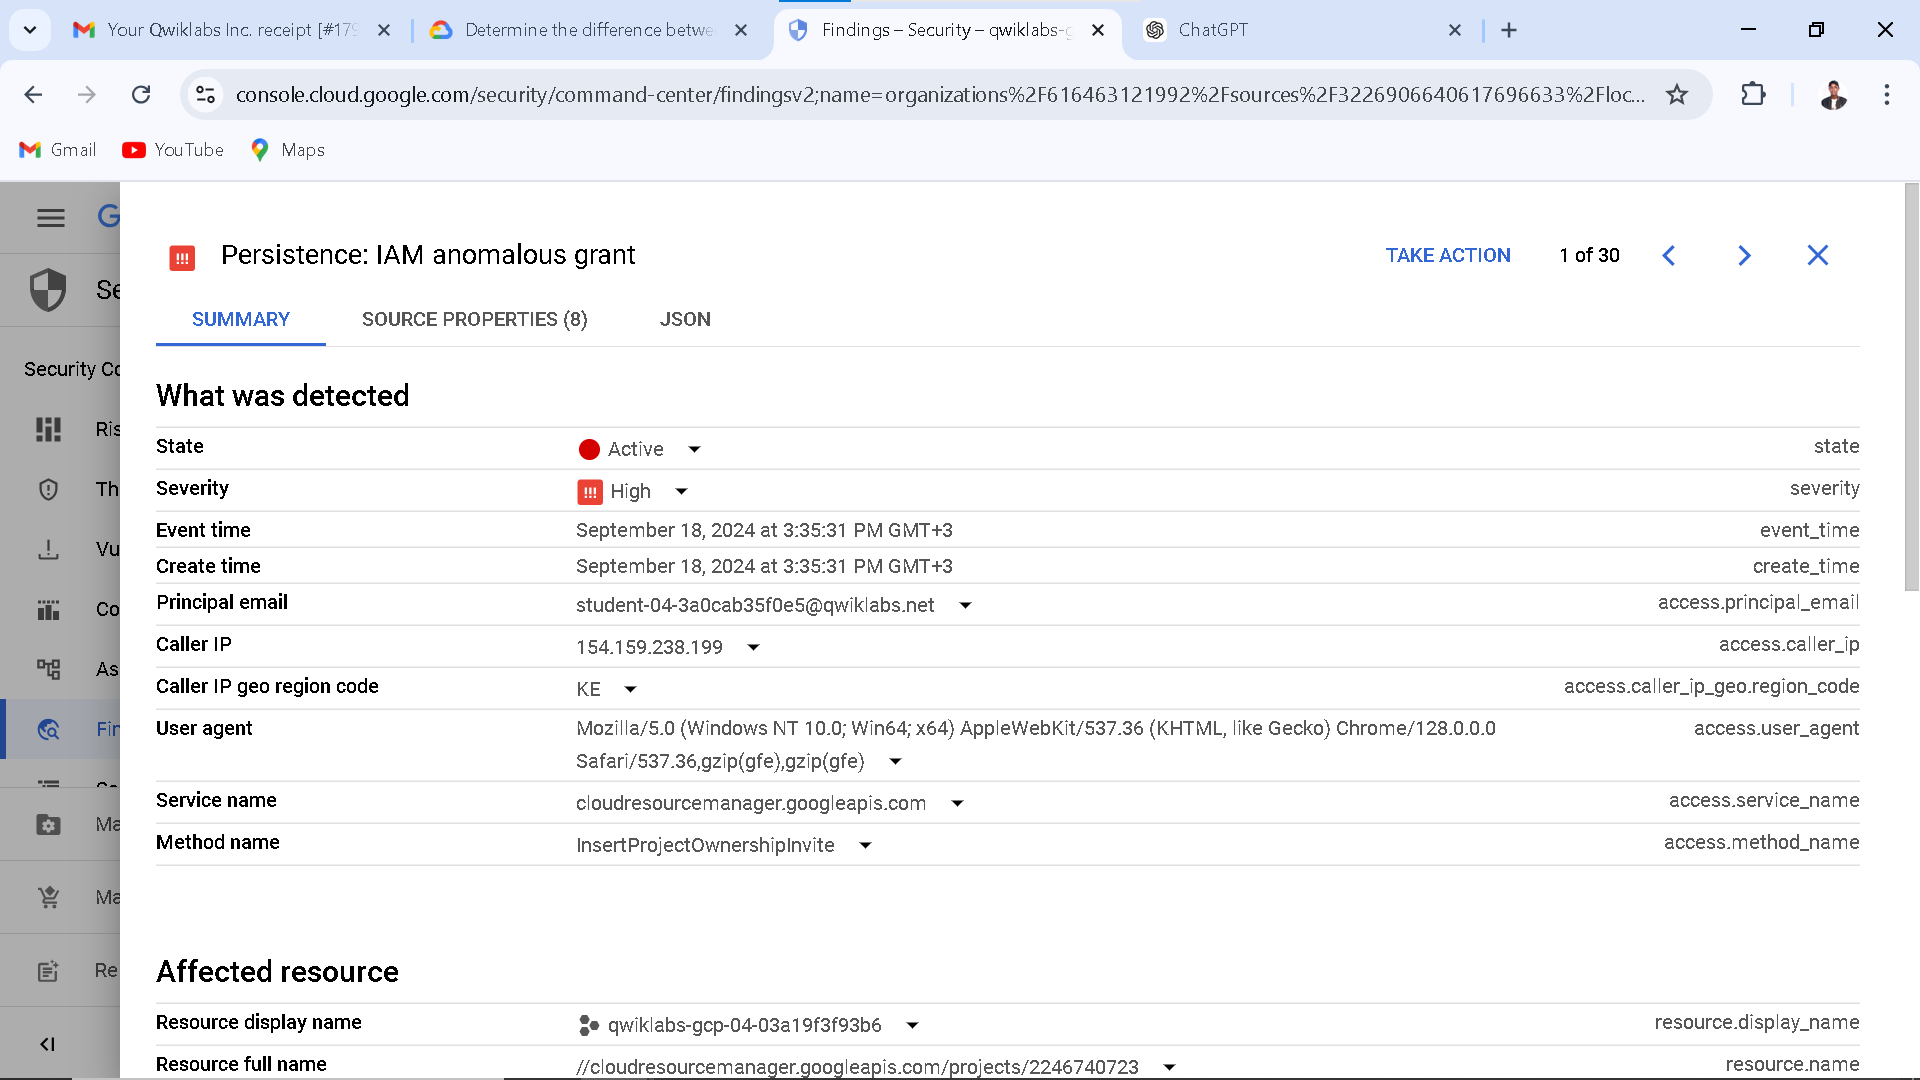 Your Qwiklabs Inc. receipt [#179
Determine the difference betwe
Findings – Security – qwiklabs-g
ChatGPT
console.cloud.google.com/security/command-center/findingsv2;name=organizations%2F616463121992%2Fsources%2F3226906640617696633%2Floc...
Gmail
YouTube
Maps
G
Se
Security Co
Ris
Th
Vu
Co
As
Fin
Ma
Ma
Re
Persistence: IAM anomalous grant
TAKE ACTION
1 of 30
SUMMARY
SOURCE PROPERTIES (8)
JSON
What was detected
State Active state
Severity High severity
Event time September 18, 2024 at 3:35:31 PM GMT+3 event_time
Create time September 18, 2024 at 3:35:31 PM GMT+3 create_time
Principal email student-04-3a0cab35f0e5@qwiklabs.net access.principal_email
Caller IP 154.159.238.199 access.caller_ip
Caller IP geo region code KE access.caller_ip_geo.region_code
User agent Mozilla/5.0 (Windows NT 10.0; Win64; x64) AppleWebKit/537.36 (KHTML, like Gecko) Chrome/128.0.0.0 access.user_agent
Safari/537.36,gzip(gfe),gzip(gfe)
Service name cloudresourcemanager.googleapis.com access.service_name
Method name InsertProjectOwnershipInvite access.method_name
Affected resource
Resource display name qwiklabs-gcp-04-03a19f3f93b6 resource.display_name
Resource full name //cloudresourcemanager.googleapis.com/projects/2246740723 resource.name